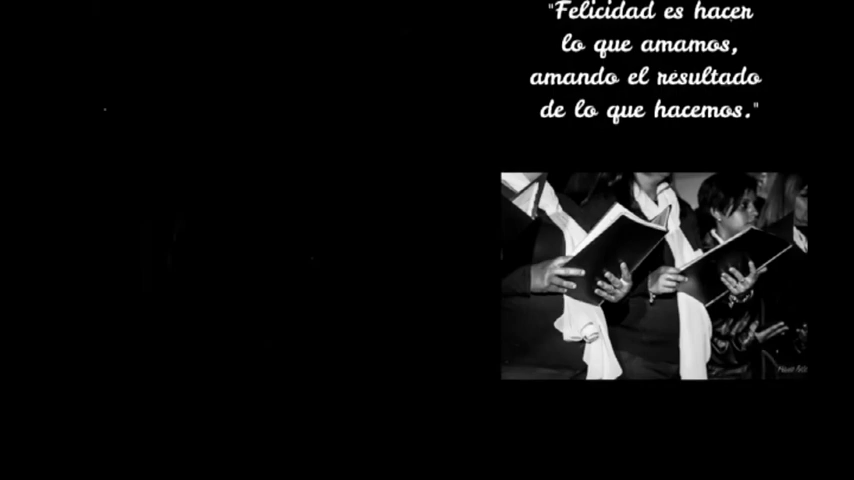 "Felicidad es hacer
lo que amamos,
amando el resultado
de lo que hacemos."